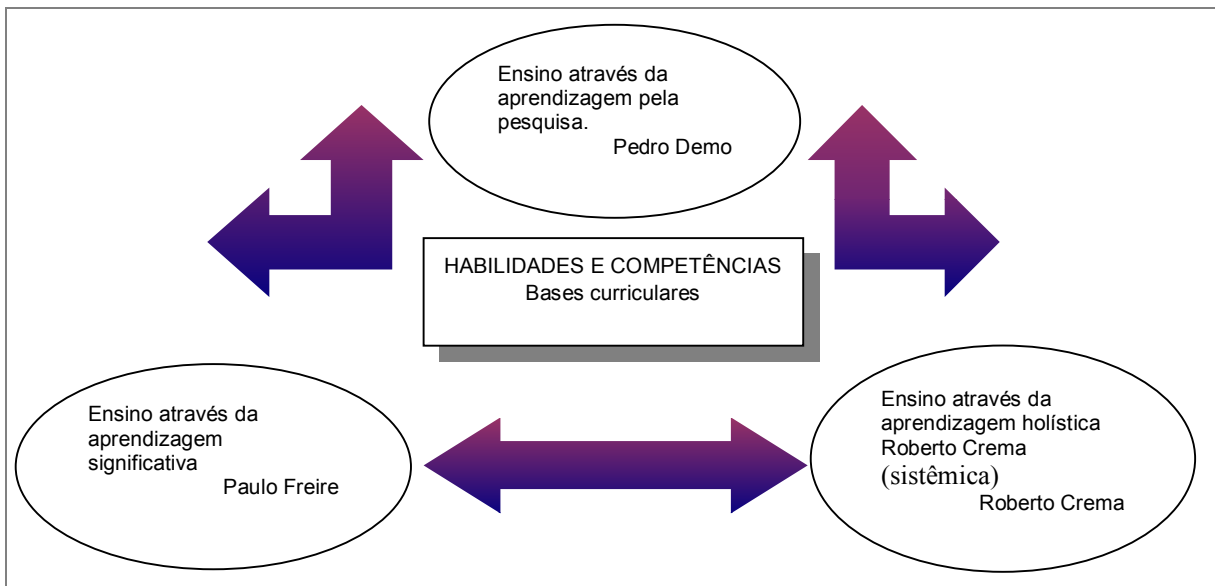 Ensino através da
aprendizagem pela
pesquisa.
Pedro Demo
HABILIDADES E COMPETÊNCIAS
Bases curriculares
Ensino através da
aprendizagem
significativa
Paulo Freire
Ensino através da
aprendizagem holística
Roberto Crema
(sistêmica)
Roberto Crema